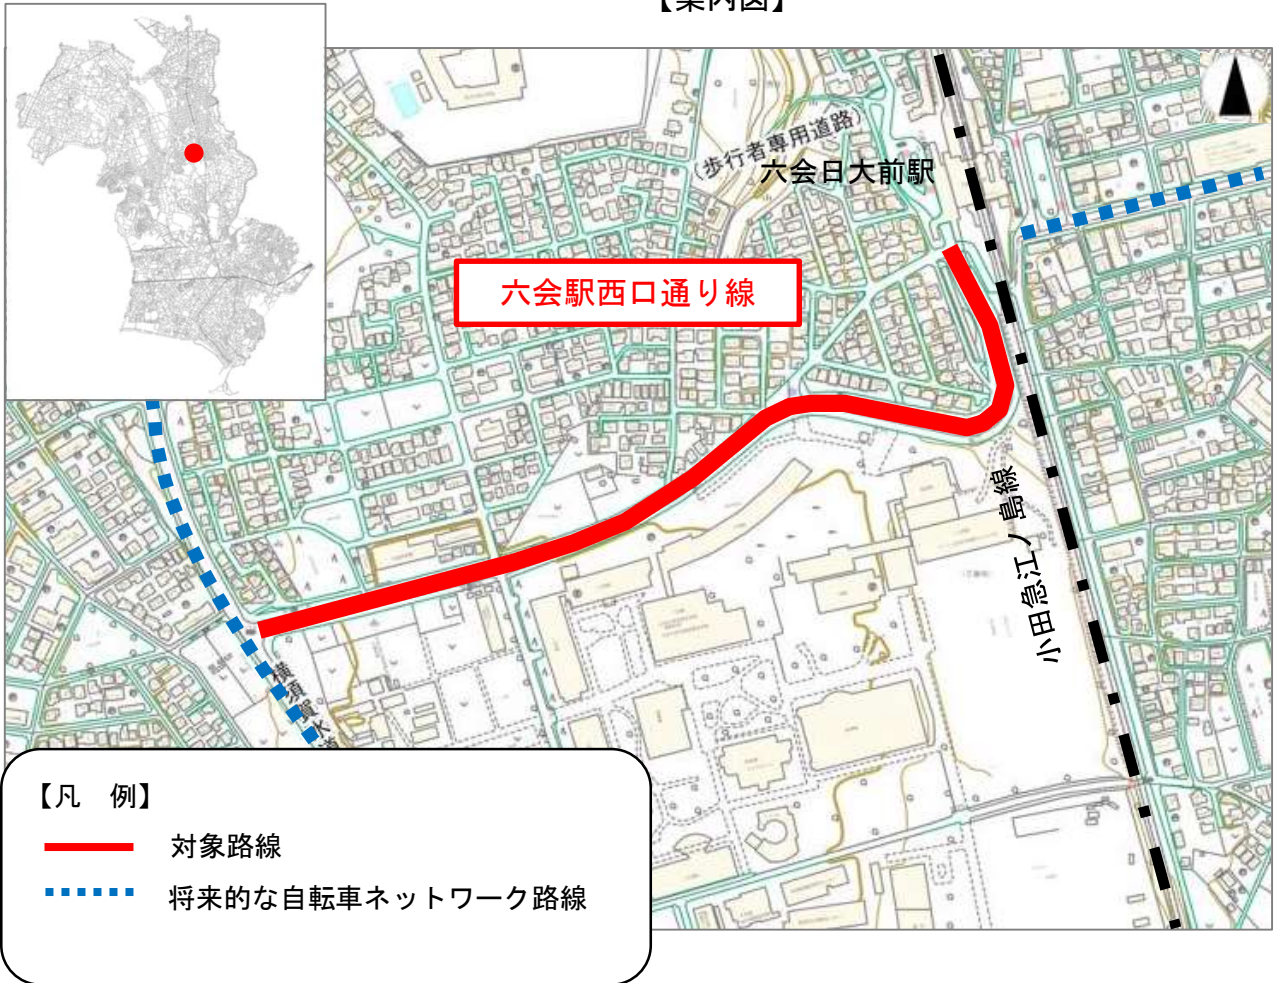 【案内図】
（歩行者専用道路）
六会日大前駅
六会駅西口通り線
小田急江ノ島線
横須賀水道
【凡　例】
対象路線
将来的な自転車ネットワーク路線